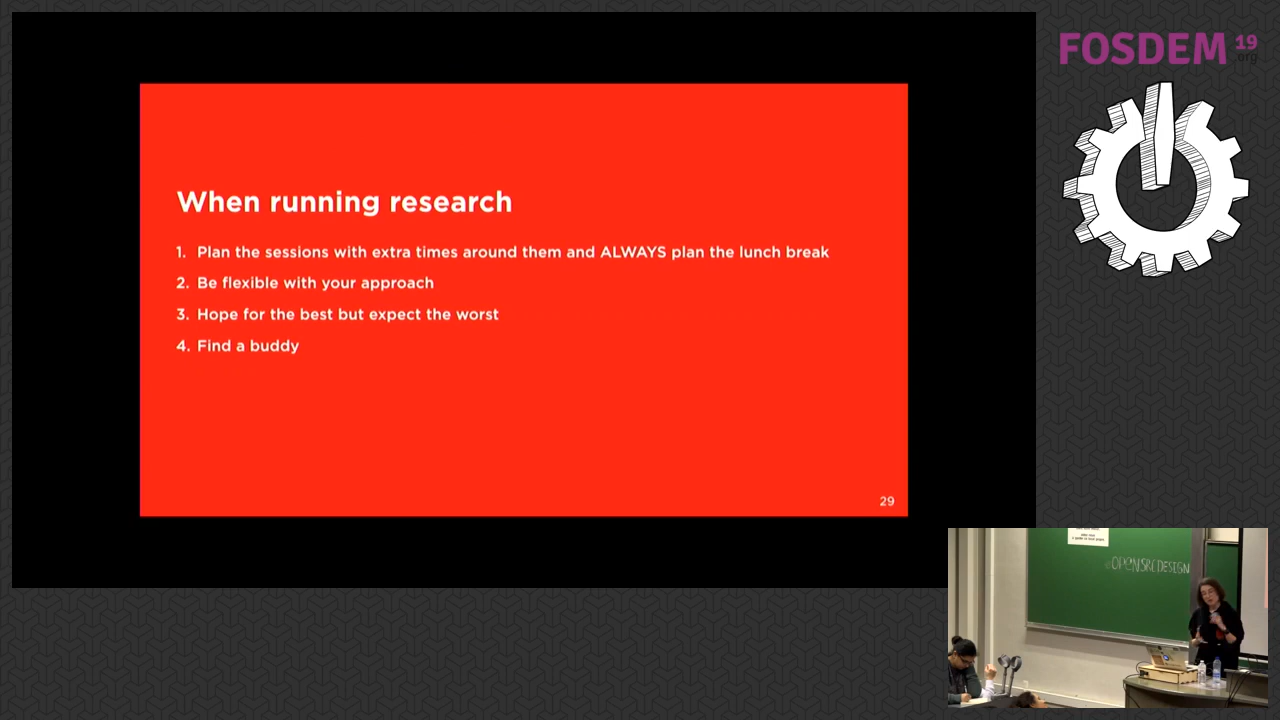 FOSDEM 19
.org
When running research
1. Plan the sessions with extra times around them and ALWAYS plan the lunch break
2. Be flexible with your approach
3. Hope for the best but expect the worst
4. Find a buddy
29
@OPENSRCDESIGN